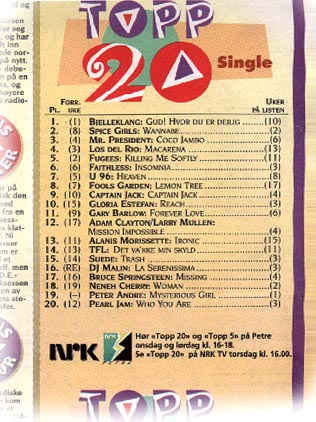 TOPP
20
Single
FORR. UKER
PL. UKE PÅ LISTEN
1. (1) BJELLEKLANG: GUD! HVOR DU ER DEILIG (10)
2. (8) SPICE GIRLS: WANNABE (2)
3. (4) MR. PRESIDENT: COCO JAMBO (6)
4. (3) LOS DEL RIO: MACARENA (13)
5. (2) FUGEES: KILLING ME SOFTLY (11)
6. (6) FAITHLESS: INSOMNIA (3)
7. (5) U 96: HEAVEN (8)
8. (7) FOOLS GARDEN: LEMON TREE (17)
9. (10) CAPTAIN JACK: CAPTAIN JACK (4)
10. (15) GLORIA ESTEFAN: REACH (3)
11. (9) GARY BARLOW: FOREVER LOVE (6)
12. (17) ADAM CLAYTON/LARRY MULLEN:
MISSION IMPOSSIBLE (4)
13. (11) ALANIS MORISSETTE: IRONIC (15)
14. (13) TFL: DET VA'KKE MIN SKYLD (11)
15. (14) SUEDE: TRASH (3)
16. (RE) DJ MALIN: LA SERENISSIMA (3)
17. (16) BRUCE SPRINGSTEEN: MISSING (4)
18. (19) NENEH CHERRY: WOMAN (2)
19. (–) PETER ANDRE: MYSTERIOUS GIRL (1)
20. (12) PEARL JAM: WHO YOU ARE (3)
NRK
PETRE
Hør «Topp 20» og «Topp 5» på Petre
onsdag og lørdag kl. 16-18.
Se «Topp 20» på NRK TV torsdag kl. 16.00.
TOPP